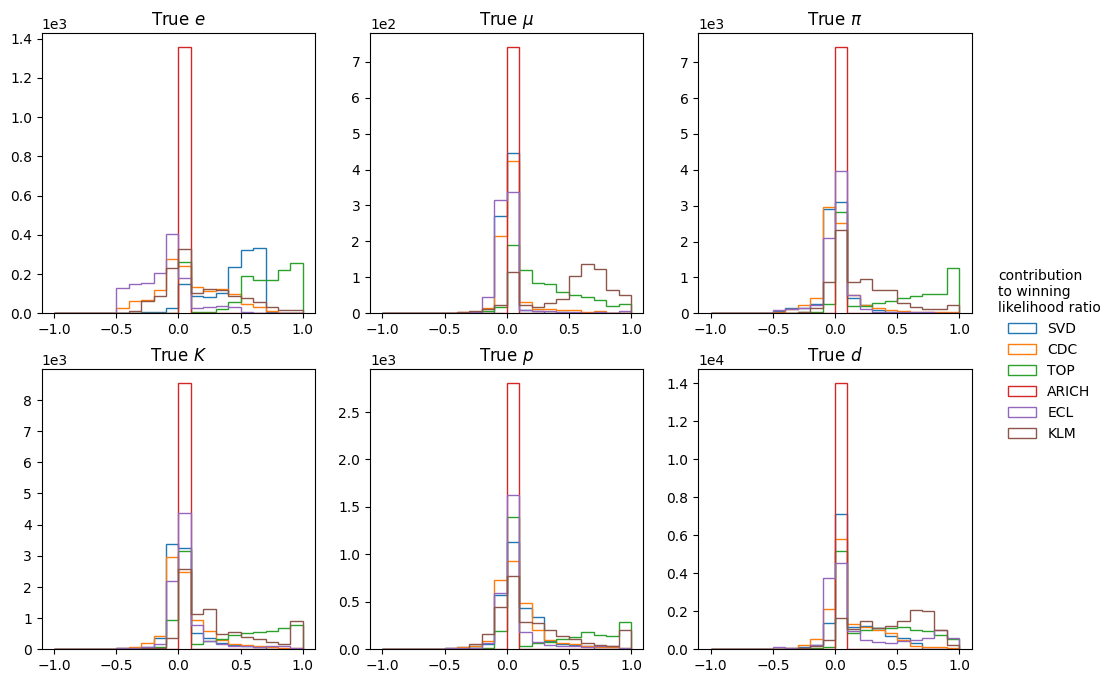 True e
1e3
1.4
1.2
1.0
0.8
0.6
0.4
0.2
0.0
−1.0 −0.5 0.0 0.5 1.0
True μ
1e2
7
6
5
4
3
2
1
0
−1.0 −0.5 0.0 0.5 1.0
True π
1e3
7
6
5
4
3
2
1
0
−1.0 −0.5 0.0 0.5 1.0
True K
1e3
8
7
6
5
4
3
2
1
0
−1.0 −0.5 0.0 0.5 1.0
True p
1e3
2.5
2.0
1.5
1.0
0.5
0.0
−1.0 −0.5 0.0 0.5 1.0
True d
1e4
1.4
1.2
1.0
0.8
0.6
0.4
0.2
0.0
−1.0 −0.5 0.0 0.5 1.0
contribution
to winning
likelihood ratio
SVD
CDC
TOP
ARICH
ECL
KLM